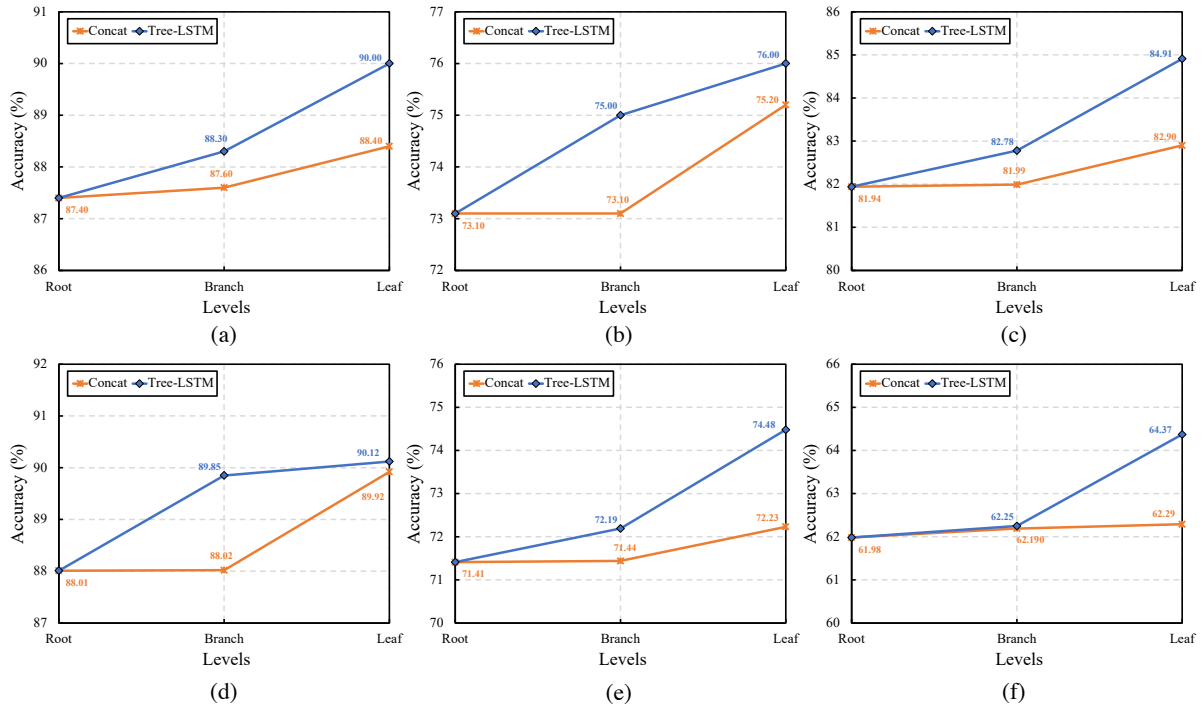 91 77 86
Concat Tree-LSTM Concat Tree-LSTM Concat Tree-LSTM
90 90.00 76 76.00 85 84.91
89 75 75.00 75.20 84
88.30 88.40 82.90
88 87.60 74 83 82.78
87 87.40 73 73.10 73.10 82 81.94 81.99
81
86 72 80
Accuracy (%) Accuracy (%) Accuracy (%)
Root Branch Leaf Root Branch Leaf Root Branch Leaf
Levels Levels Levels
(a) (b) (c)
92 76 66
Concat Tree-LSTM Concat Tree-LSTM Concat Tree-LSTM
91 75 65
90.12 74.48 64.37
90 89.85 74 64
89.92
89 73 63
88.02 72.19 72.23 62.25 62.29
88 88.01 72 71.44 62 61.98 62.190
71.41
71 61
87 70 60
Accuracy (%) Accuracy (%) Accuracy (%)
Root Branch Leaf Root Branch Leaf Root Branch Leaf
Levels Levels Levels
(d) (e) (f)